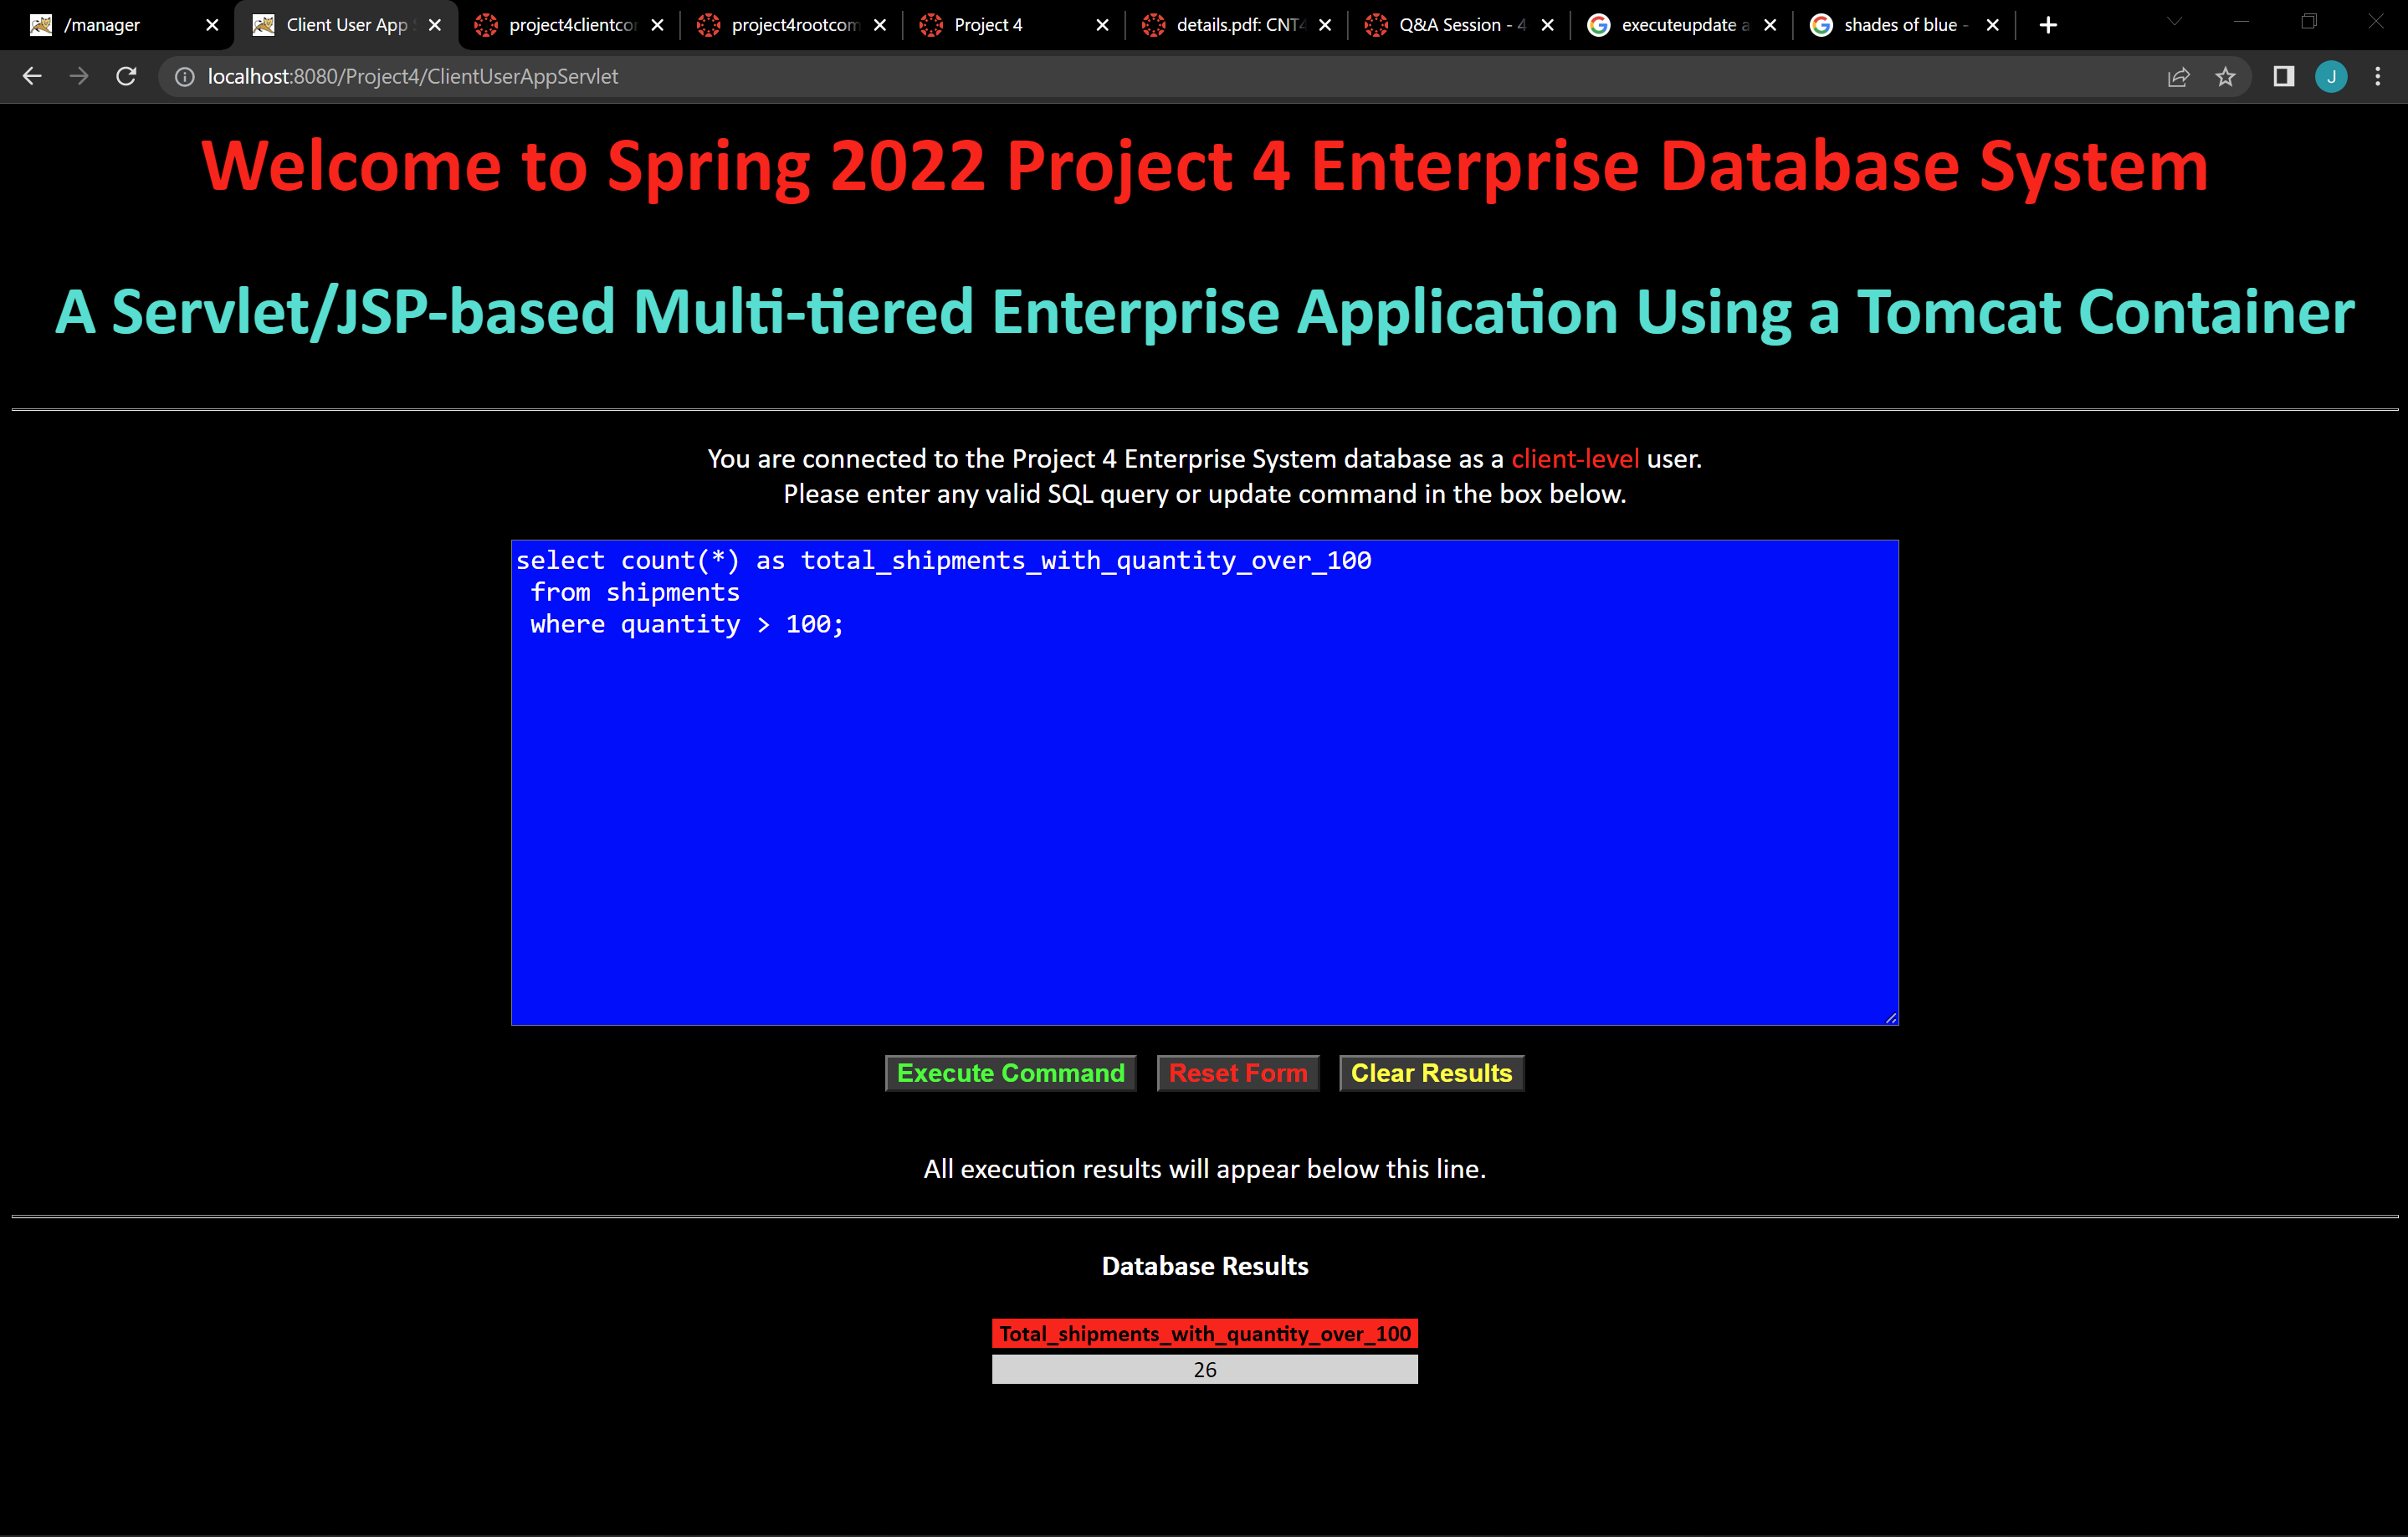 /manager
Client User App
project4clientcor
project4rootcom
Project 4
details.pdf: CNT4
Q&A Session - 4
executeupdate a
shades of blue -
localhost:8080/Project4/ClientUserAppServlet
J
Welcome to Spring 2022 Project 4 Enterprise Database System
A Servlet/JSP-based Multi-tiered Enterprise Application Using a Tomcat Container
You are connected to the Project 4 Enterprise System database as a client-level user.
Please enter any valid SQL query or update command in the box below.
select count(*) as total_shipments_with_quantity_over_100
from shipments
where quantity > 100;
Execute Command
Reset Form
Clear Results
All execution results will appear below this line.
Database Results
Total_shipments_with_quantity_over_100
26